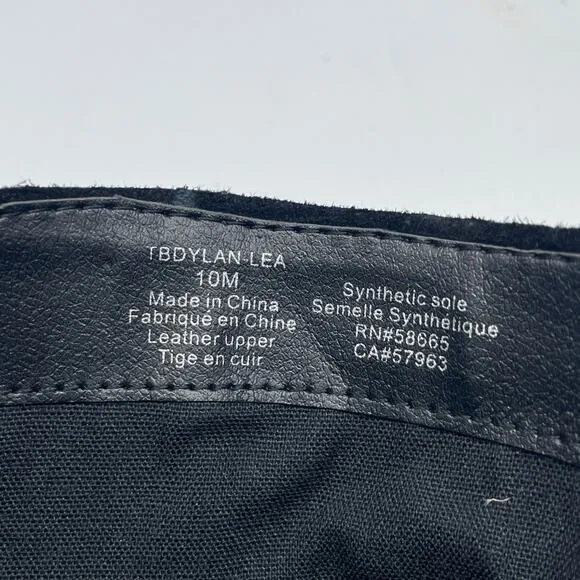 TBDYLAN-LEA
10M
Made in China
Fabriqué en Chine
Leather upper
Tige en cuir
Synthetic sole
Semelle Synthétique
RN#58665
CA#57963